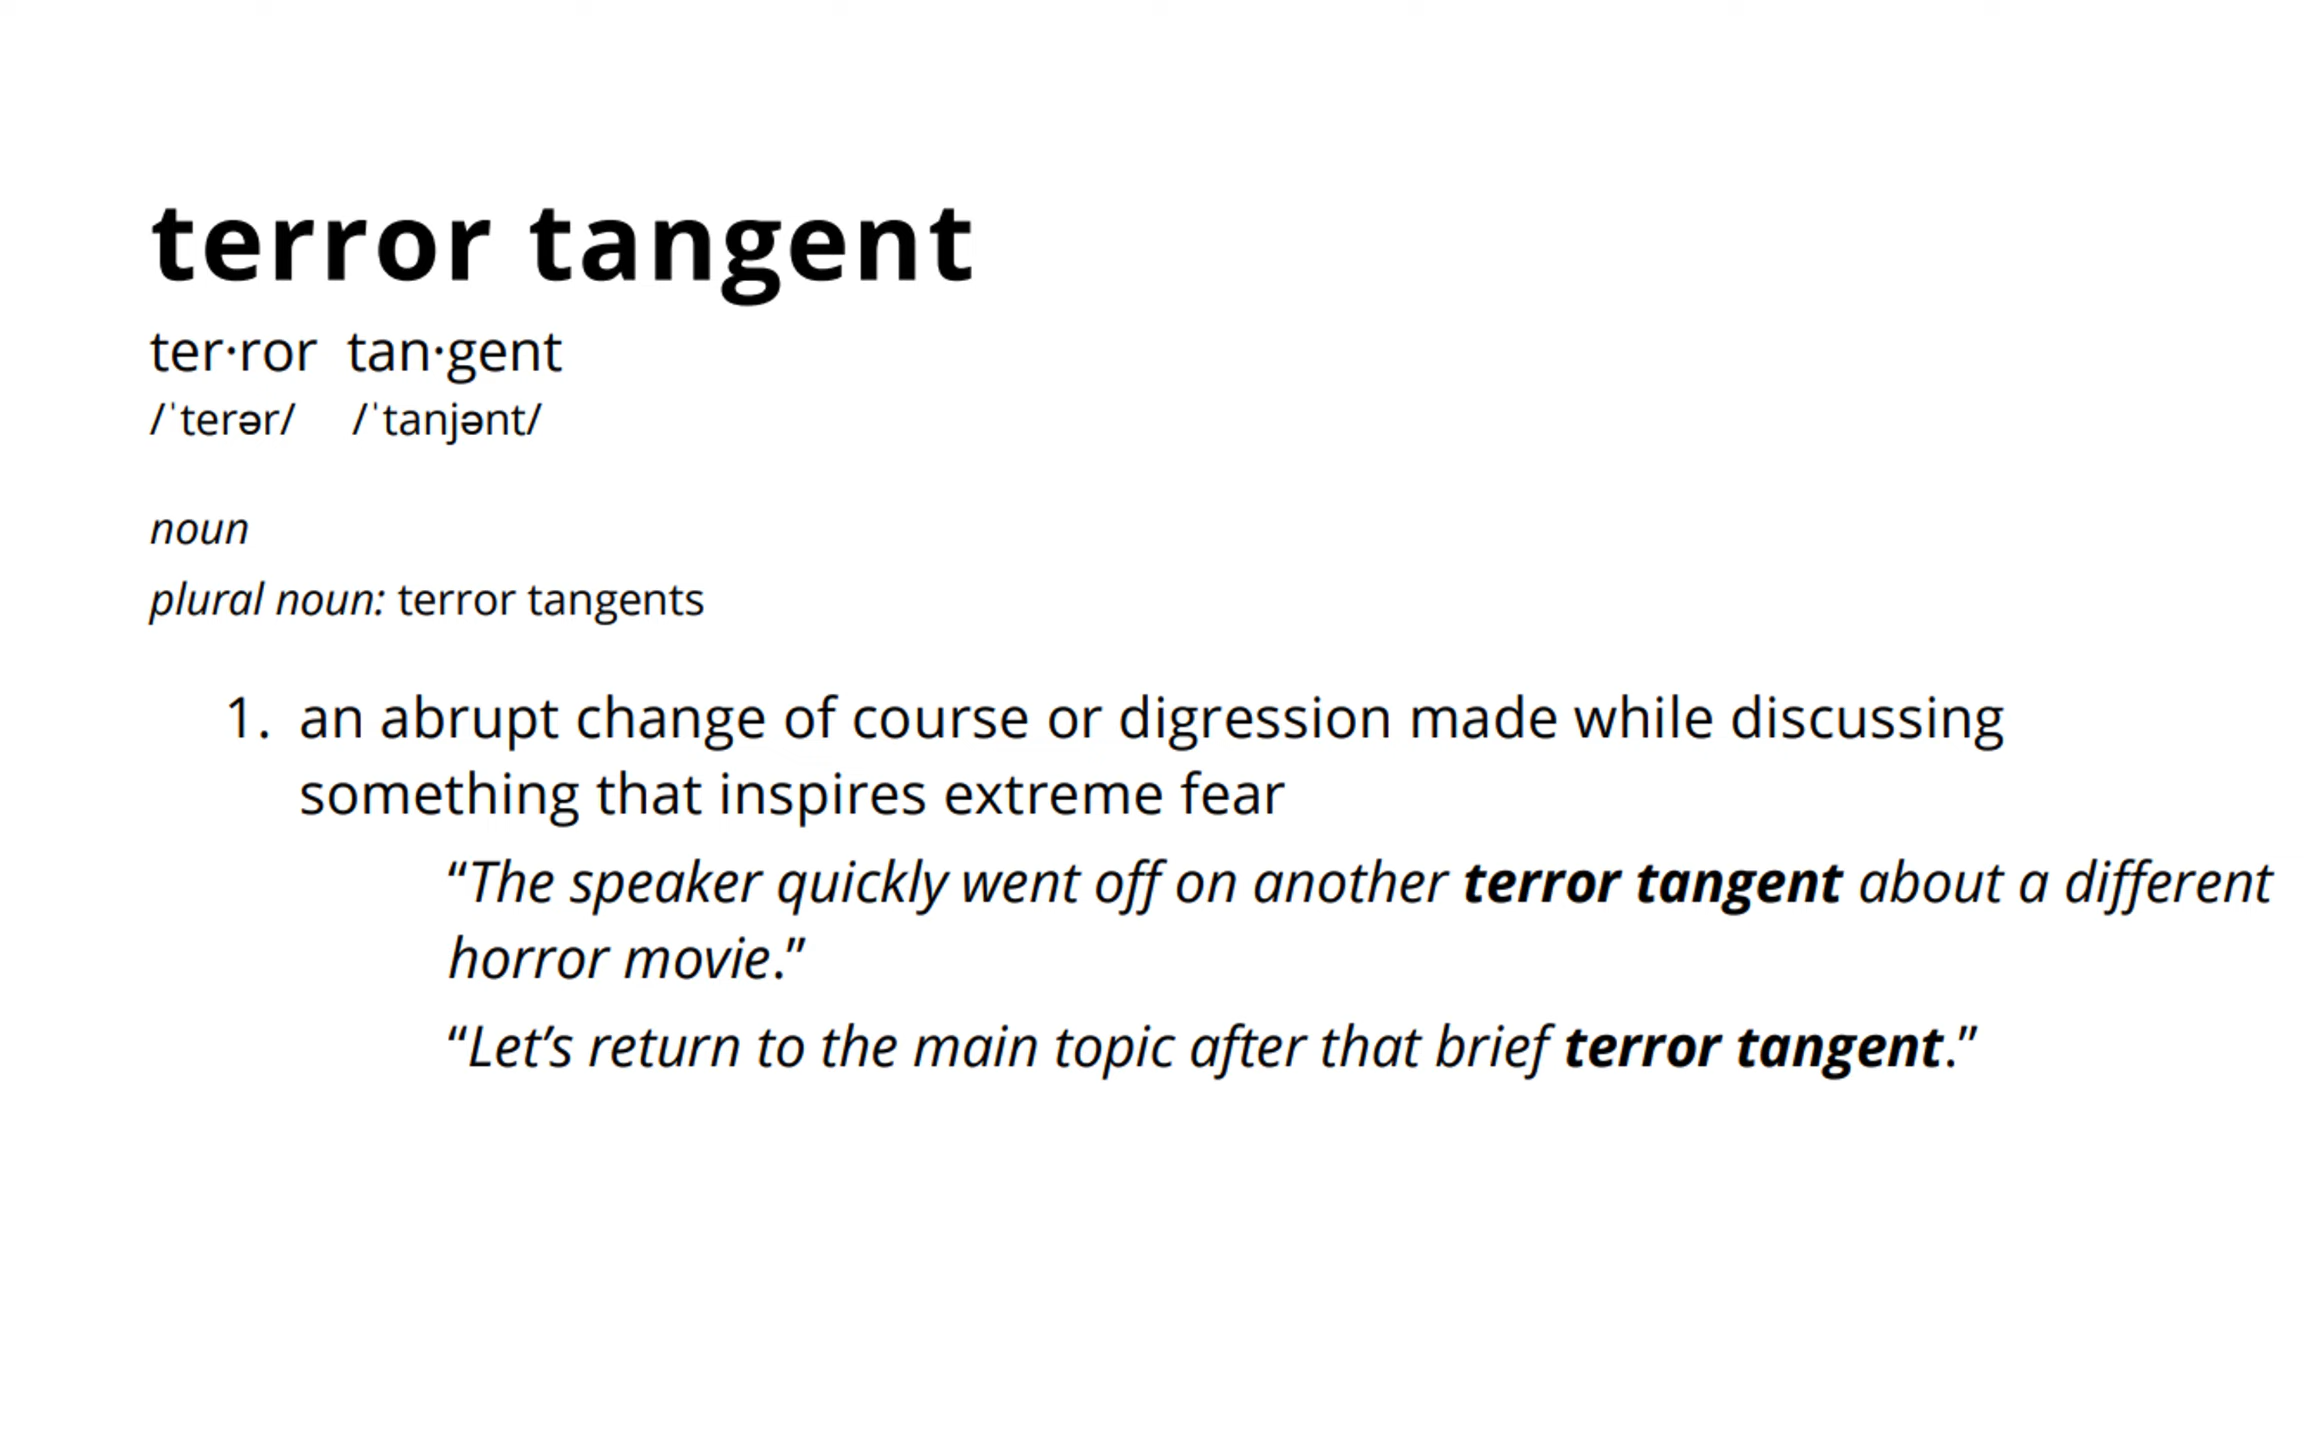 terror tangent
ter·ror tan·gent
/ˈterər/ /ˈtanjənt/
noun
plural noun: terror tangents
1. an abrupt change of course or digression made while discussing
something that inspires extreme fear
“The speaker quickly went off on another terror tangent about a different
horror movie.”
“Let’s return to the main topic after that brief terror tangent.”